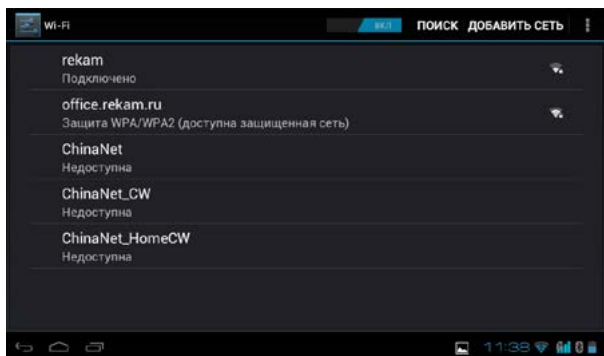 Wi-Fi ВКЛ ПОИСК ДОБАВИТЬ СЕТЬ
rekam
Подключено
office.rekam.ru
Защита WPA/WPA2 (доступна защищенная сеть)
ChinaNet
Недоступна
ChinaNet_CW
Недоступна
ChinaNet_HomeCW
Недоступна
11:38